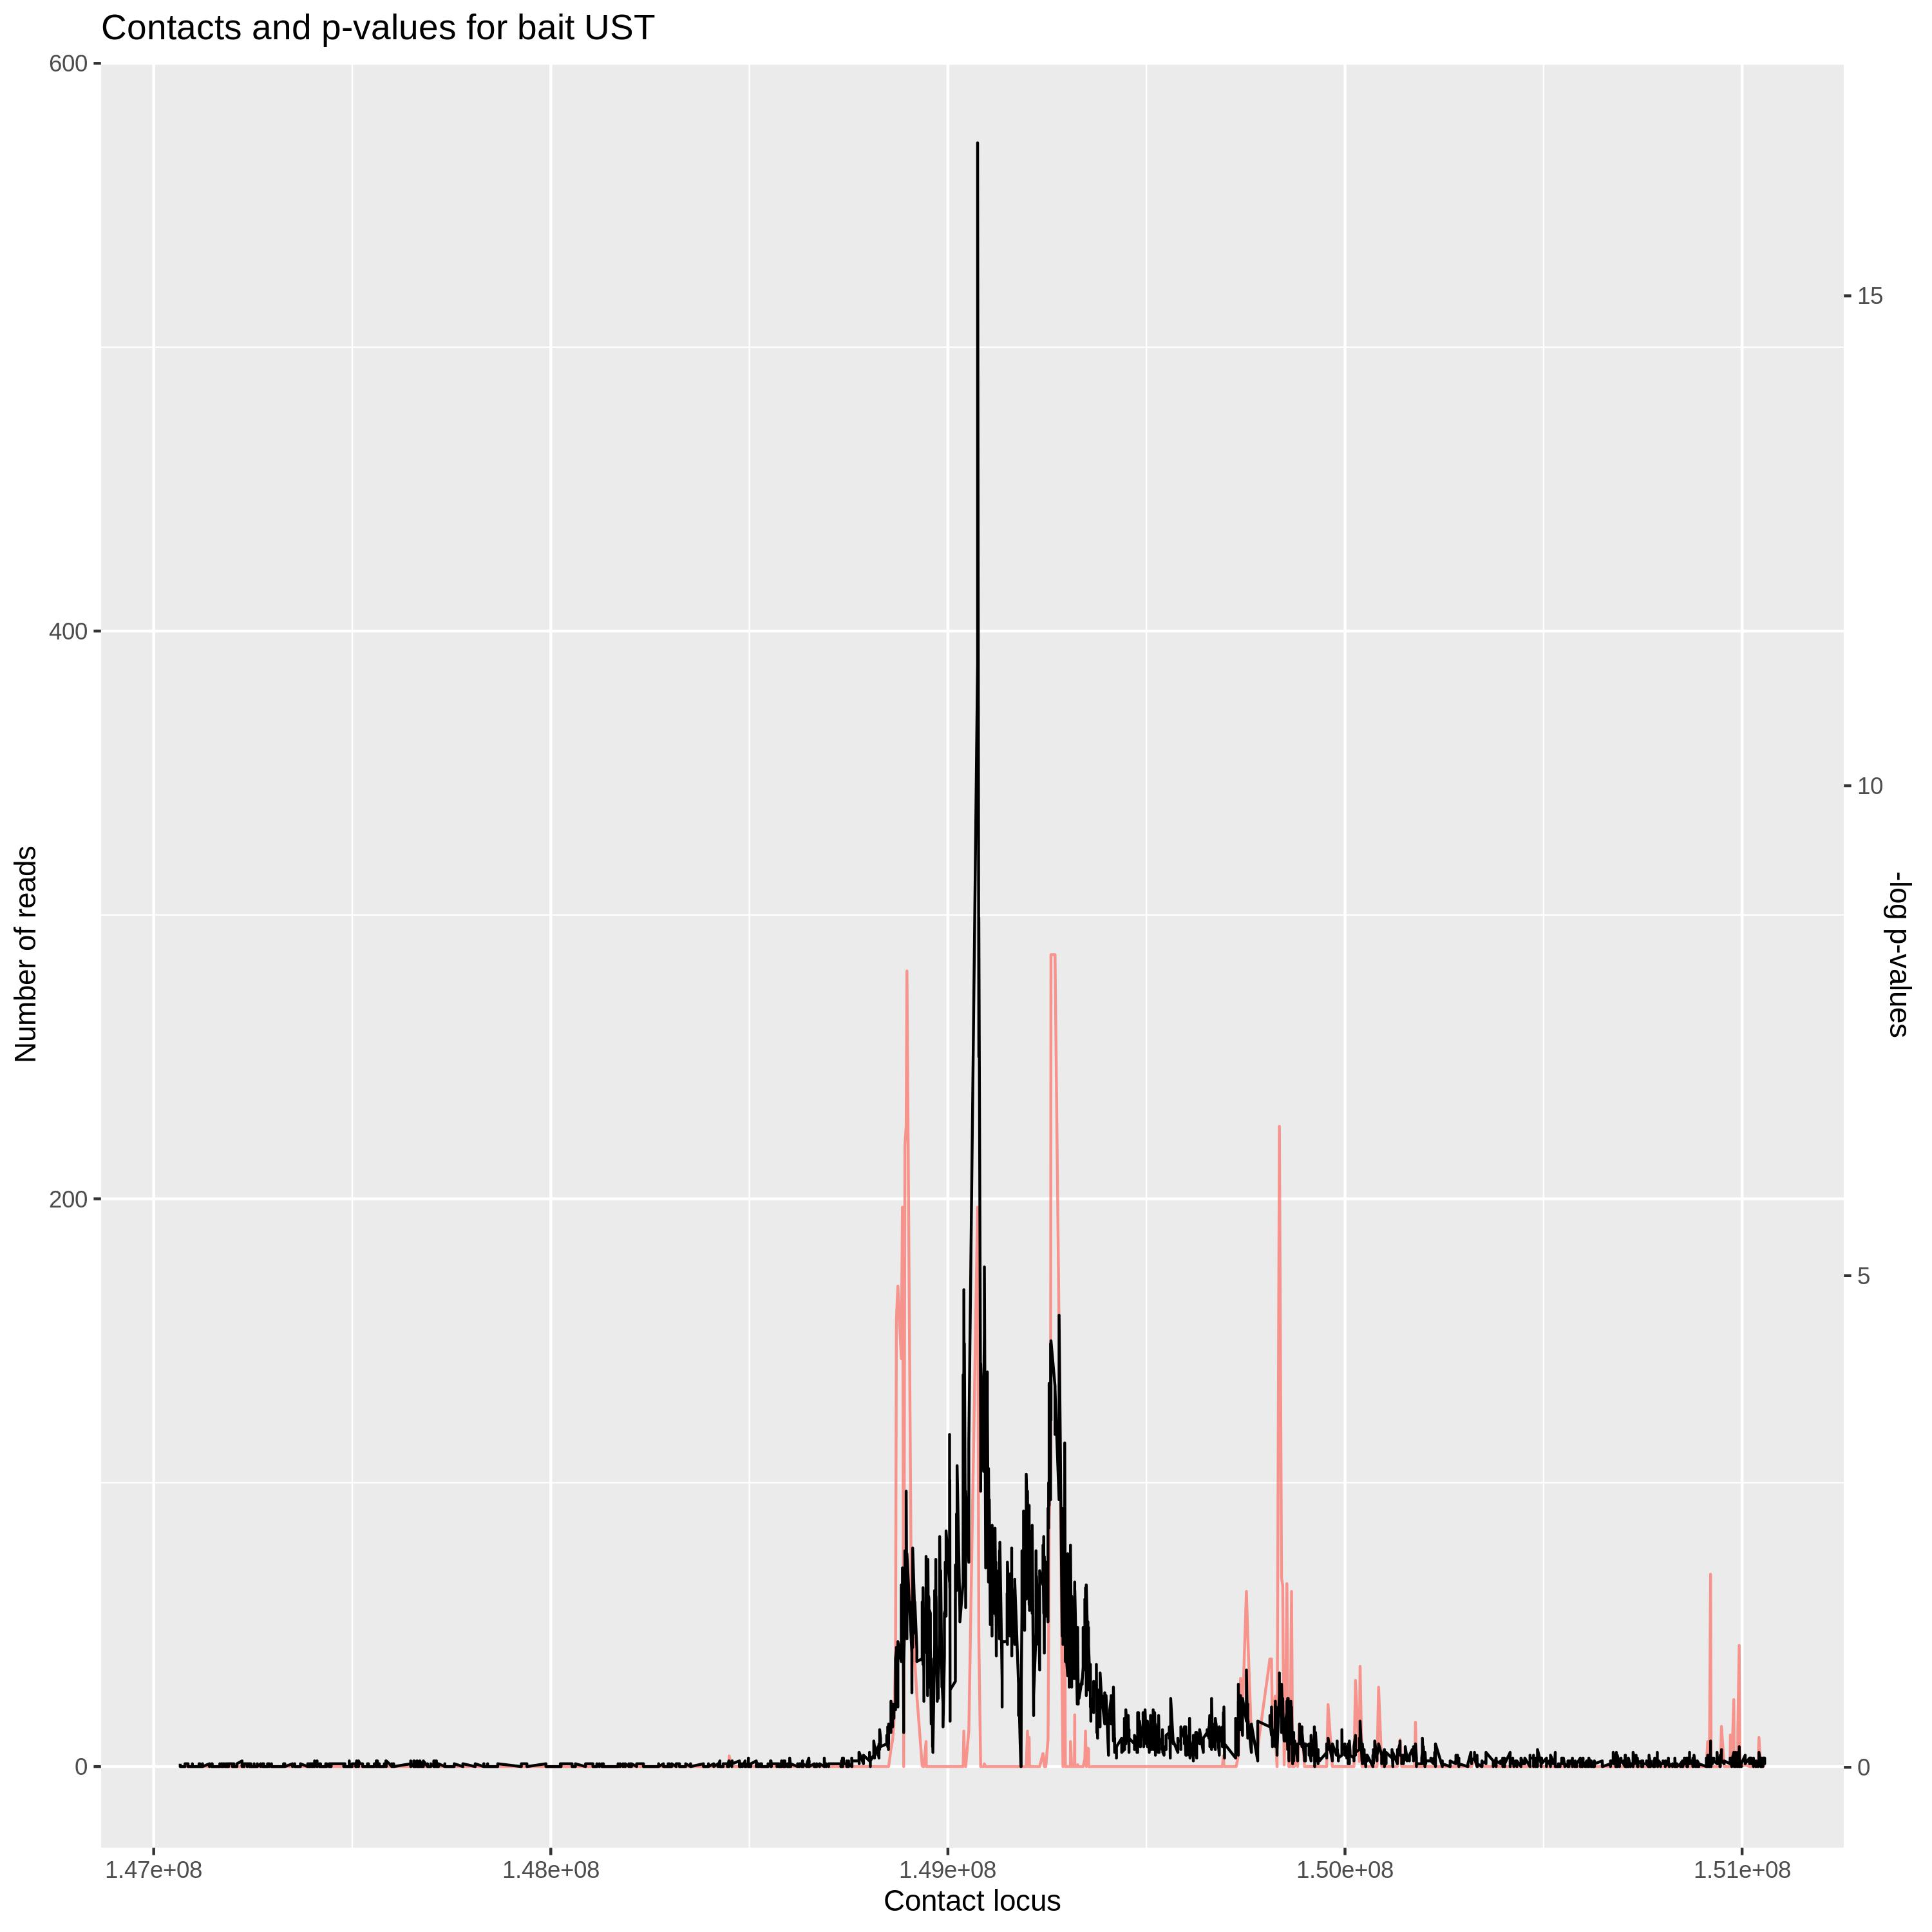 Contacts and p-values for bait UST
600
400
200
0
Number of reads
15
10
5
0
-log p-values
1.47e+08 1.48e+08 1.49e+08 1.50e+08 1.51e+08
Contact locus